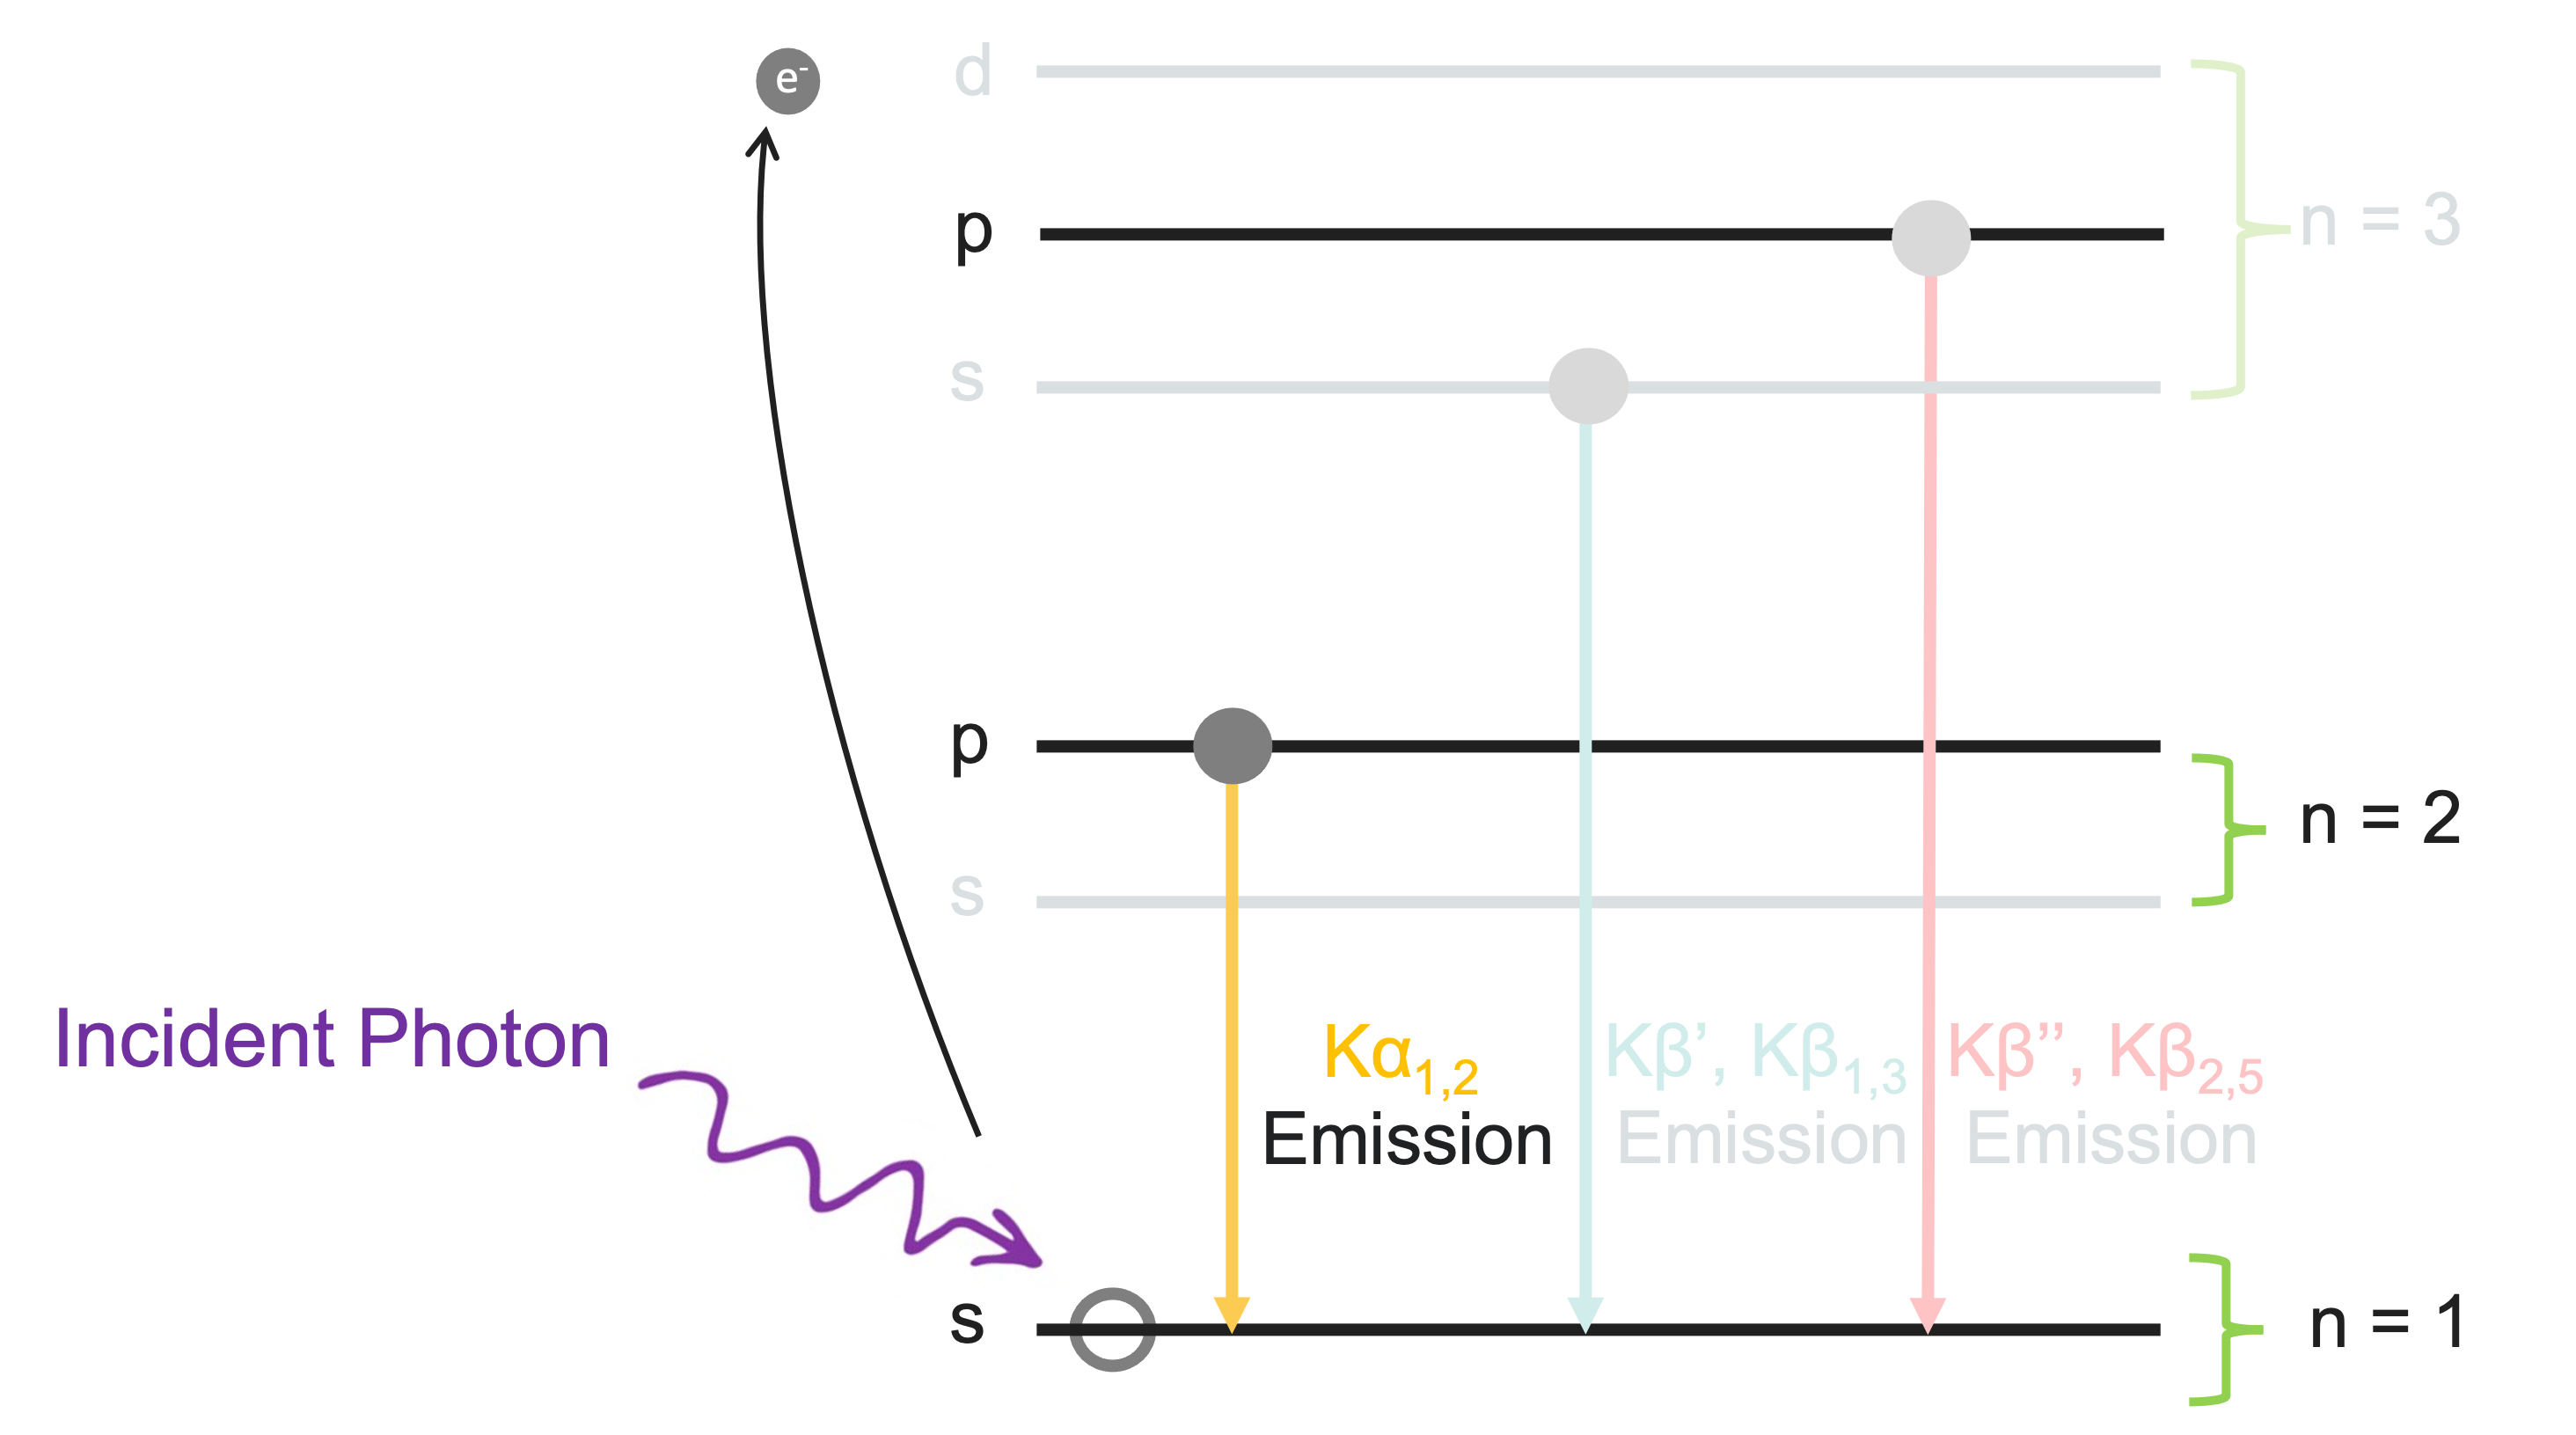 e⁻
d
n = 3
p
s
p
n = 2
s
Incident Photon
Kα1,2
Emission
Kβ’, Kβ1,3
Emission
Kβ’’, Kβ2,5
Emission
s
n = 1